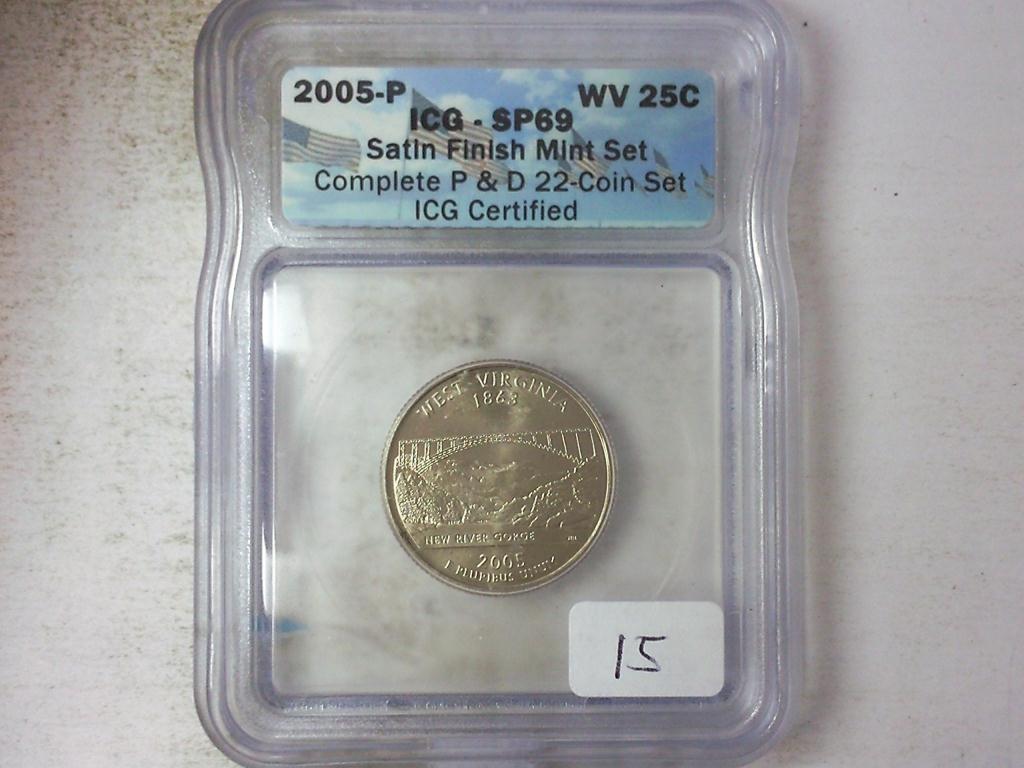 2005-P WV 25C
ICG - SP69
Satin Finish Mint Set
Complete P & D 22-Coin Set
ICG Certified
WEST VIRGINIA
1863
NEW RIVER GORGE
2005
E PLURIBUS UNUM
15